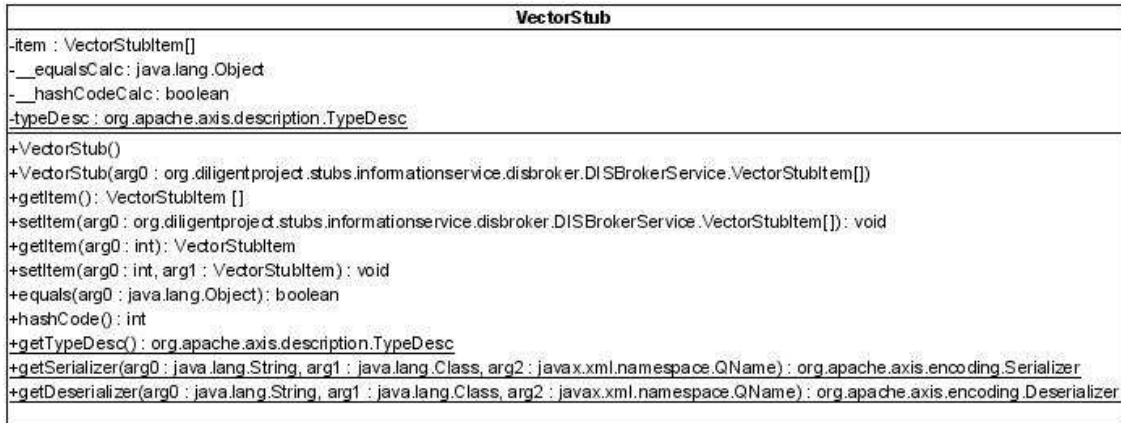 VectorStub
-item : VectorStubItem[]
-__equalsCalc : java.lang.Object
-__hashCodeCalc : boolean
-typeDesc : org.apache.axis.description.TypeDesc
+VectorStub()
+VectorStub(arg0 : org.diligentproject.stubs.informationservice.disbroker.DISBrokerService.VectorStubItem[])
+getItem() : VectorStubItem []
+setItem(arg0 : org.diligentproject.stubs.informationservice.disbroker.DISBrokerService.VectorStubItem[]) : void
+getItem(arg0 : int) : VectorStubItem
+setItem(arg0 : int, arg1 : VectorStubItem) : void
+equals(arg0 : java.lang.Object) : boolean
+hashCode() : int
+getTypeDesc() : org.apache.axis.description.TypeDesc
+getSerializer(arg0 : java.lang.String, arg1 : java.lang.Class, arg2 : javax.xml.namespace.QName) : org.apache.axis.encoding.Serializer
+getDeserializer(arg0 : java.lang.String, arg1 : java.lang.Class, arg2 : javax.xml.namespace.QName) : org.apache.axis.encoding.Deserializer